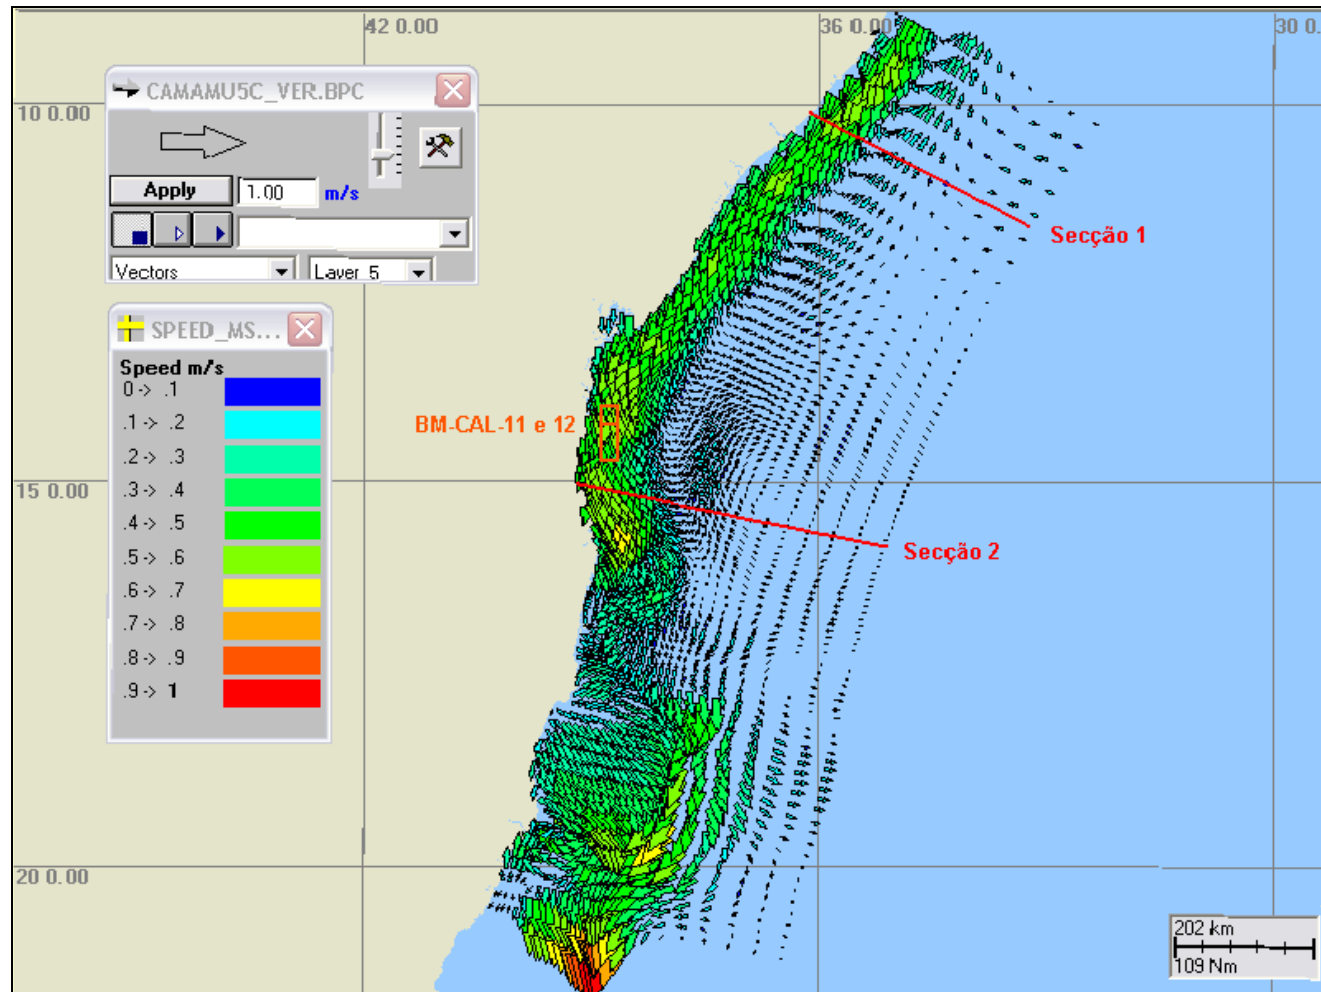 42 0.00
36 0.00
30 0.
CAMAMU5C_VER.BPC
10 0.00
Apply
1.00
m/s
Vectors
Layer 5
Secção 1
SPEED_MS...
Speed m/s
0-> .1
.1-> .2
.2-> .3
.3-> .4
.4-> .5
.5-> .6
.6-> .7
.7-> .8
.8-> .9
.9-> 1
BM-CAL-11 e 12
15 0.00
Secção 2
20 0.00
202 km
109 Nm